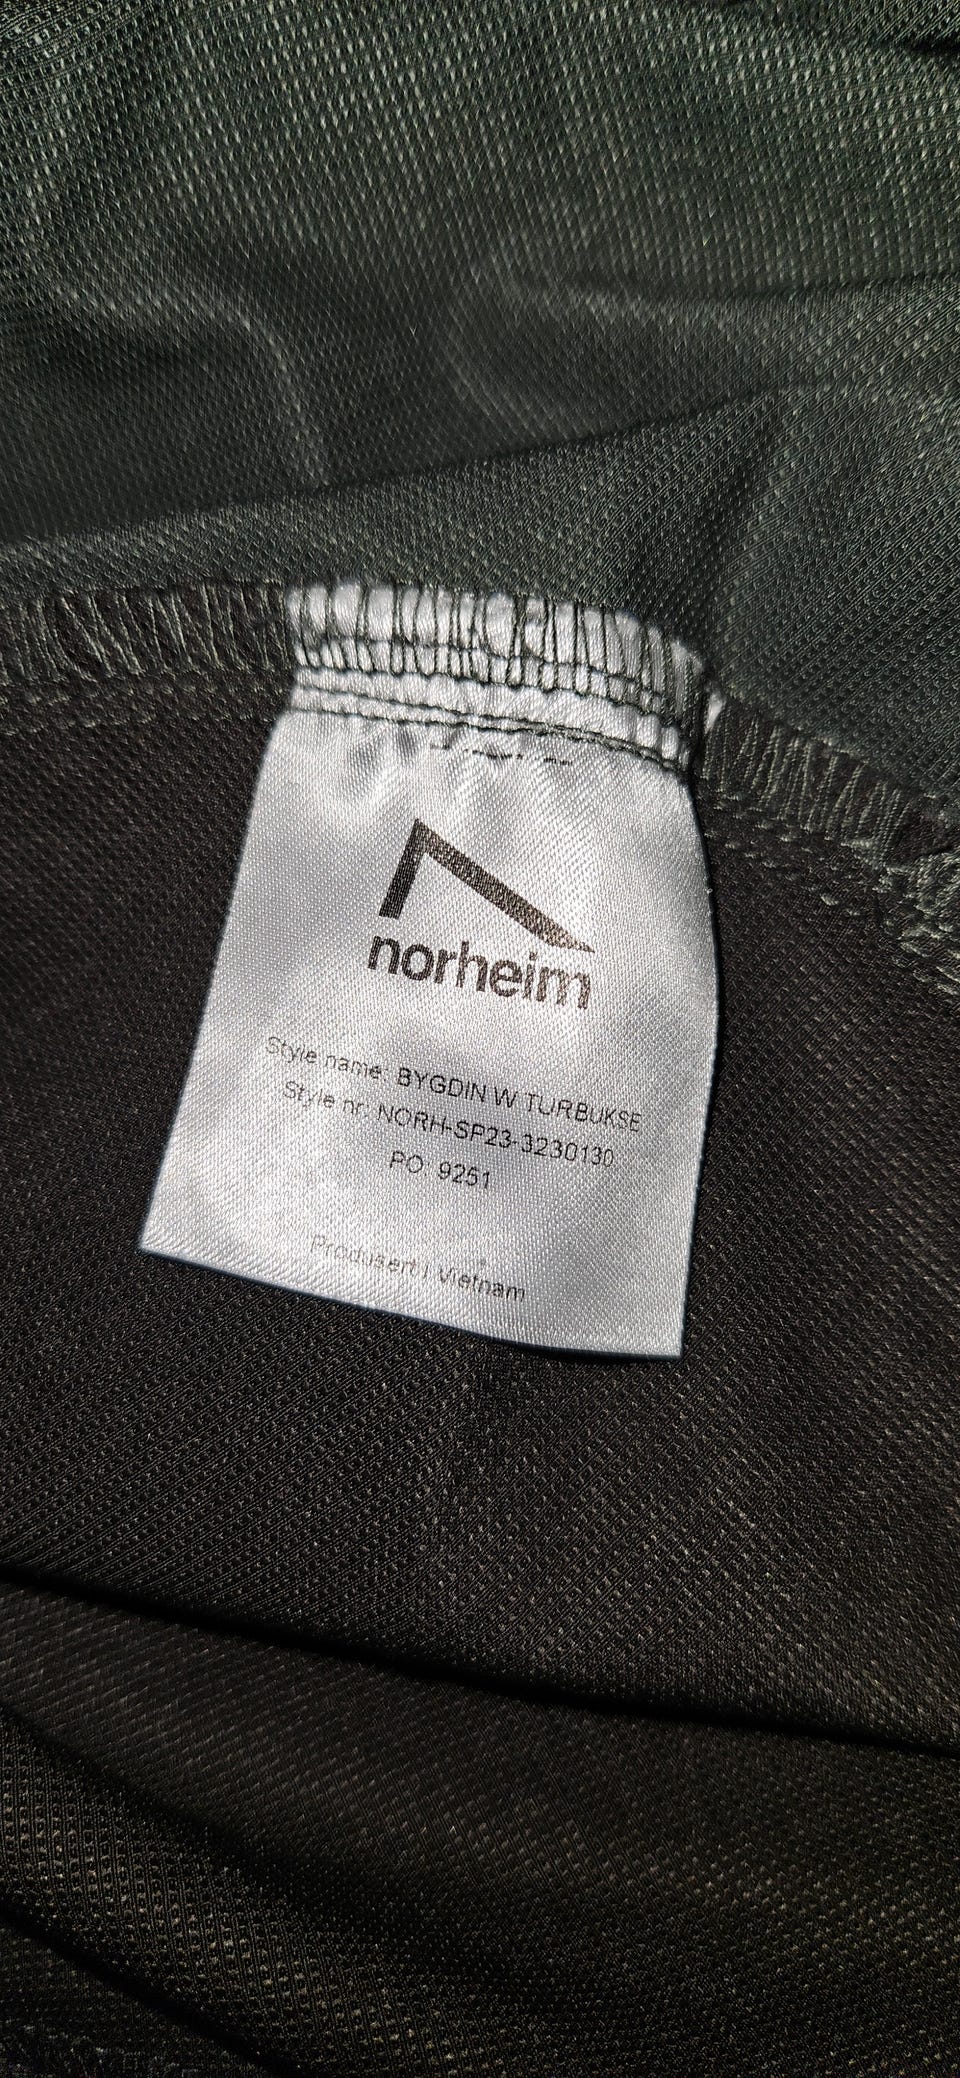 norheim
Style name: BYGDIN W TURBUKSE
Style nr: NORH-SP23-3230130
PO: 9251
Produsert i Vietnam